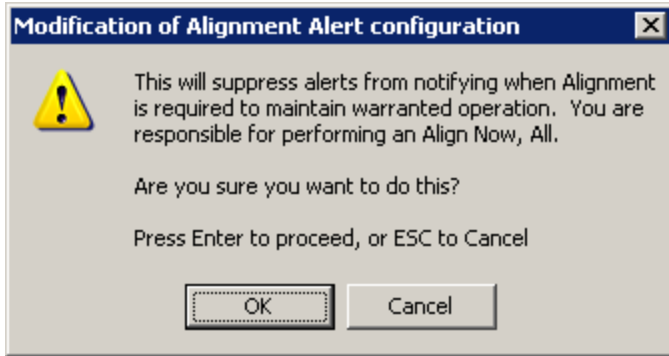 Modification of Alignment Alert configuration
This will suppress alerts from notifying when Alignment
is required to maintain warranted operation.  You are
responsible for performing an Align Now, All.
Are you sure you want to do this?
Press Enter to proceed, or ESC to Cancel
OK
Cancel